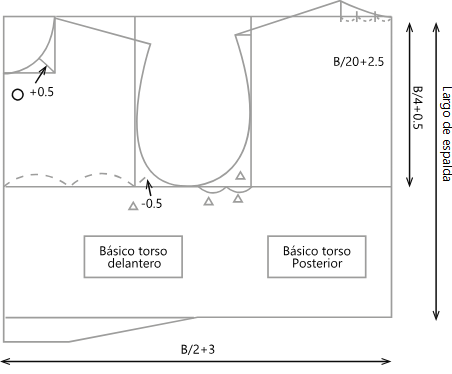 B/20+2.5
+0.5
B/4+0.5
Largo de espalda
-0.5
Básico torso
delantero
Básico torso
Posterior
B/2+3